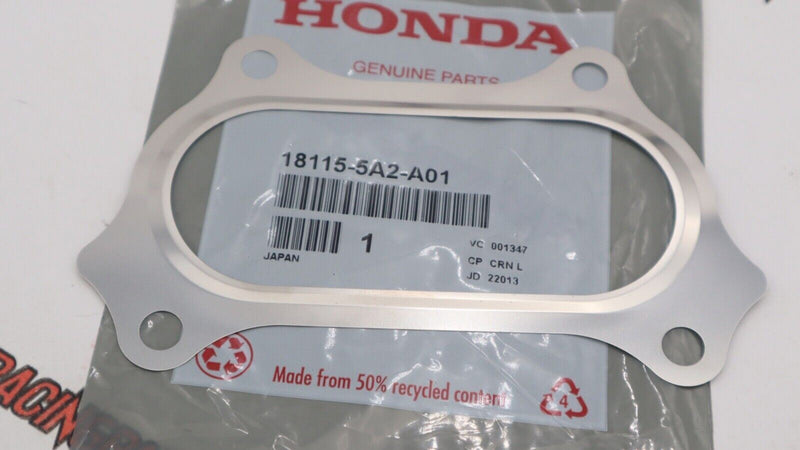 HONDA
GENUINE PARTS
18115-5A2-A01
1
VC 001347
CP CRN L
JAPAN
JD 22013
Made from 50% recycled content
4
RACING